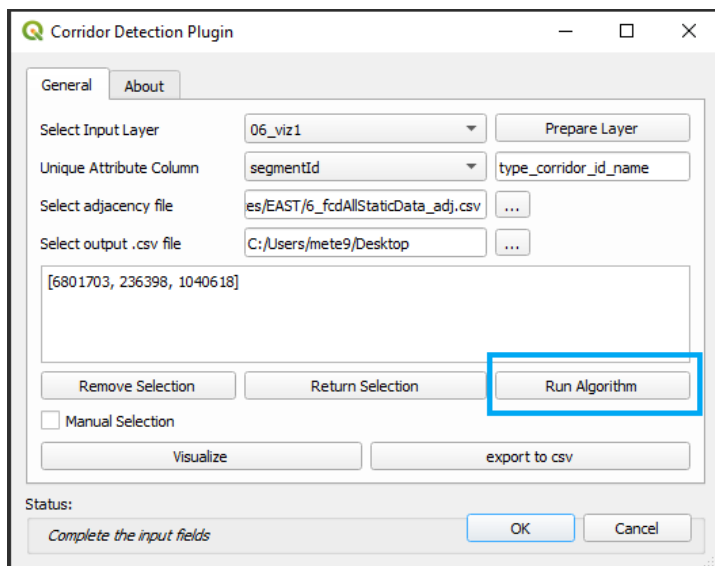 Corridor Detection Plugin
General About
Select Input Layer 06_viz1 Prepare Layer
Unique Attribute Column segmentId type_corridor_id_name
Select adjacency file es/EAST/6_fcdAllStaticData_adj.csv ...
Select output .csv file C:/Users/mete9/Desktop ...
[6801703, 236398, 1040618]
Remove Selection Return Selection Run Algorithm
Manual Selection
Visualize export to csv
Status:
Complete the input fields OK Cancel